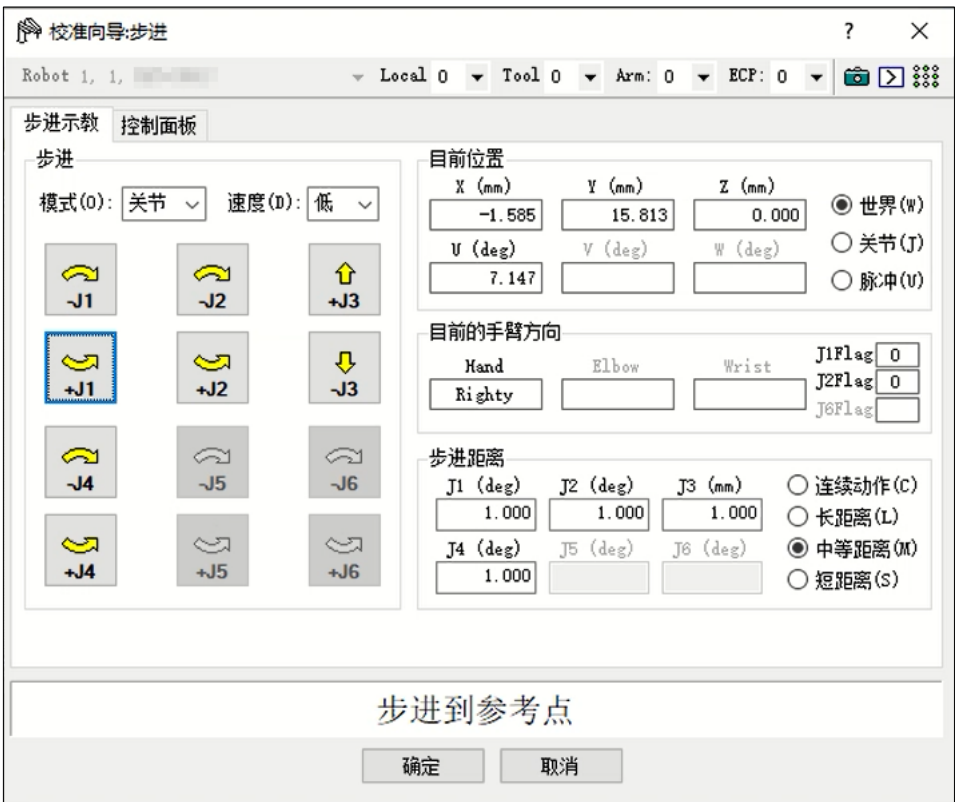 校准向导:步进
?
Robot 1, 1,
Local 0
Tool 0
Arm: 0
ECP: 0
步进示教
控制面板
步进
模式(O): 关节
速度(D): 低
-J1
-J2
+J3
+J1
+J2
-J3
-J4
-J5
-J6
+J4
+J5
+J6
目前位置
X (mm) Y (mm) Z (mm)
-1.585 15.813 0.000
U (deg) V (deg) W (deg)
7.147
世界(W)
关节(J)
脉冲(U)
目前的手臂方向
Hand Elbow Wrist
Righty
J1Flag 0
J2Flag 0
J6Flag
步进距离
J1 (deg) J2 (deg) J3 (mm)
1.000 1.000 1.000
J4 (deg) J5 (deg) J6 (deg)
1.000
连续动作(C)
长距离(L)
中等距离(M)
短距离(S)
步进到参考点
确定
取消